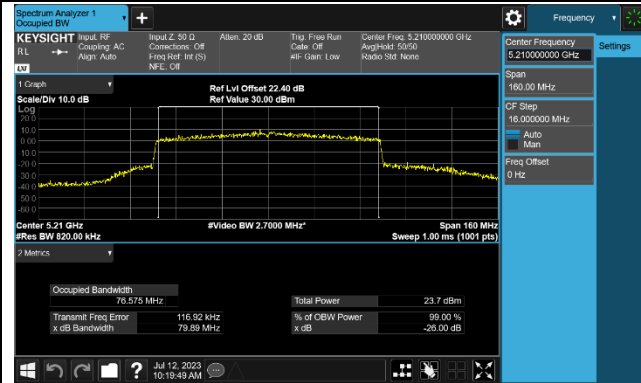 Spectrum Analyzer 1
Occupied BW
Frequency
KEYSIGHT
RL
LXI
Input: RF
Coupling: AC
Align: Auto
Input Z: 50 Ω
Corrections: Off
Freq Ref: Int (S)
NFE: Off
Atten: 20 dB
Trig: Free Run
Gate: Off
#IF Gain: Low
Center Freq: 5.210000000 GHz
Avg|Hold: 50/50
Radio Std: None
Center Frequency
5.210000000 GHz
Settings
Span
160.00 MHz
CF Step
16.000000 MHz
Auto
Man
Freq Offset
0 Hz
1 Graph
Scale/Div 10.0 dB
Ref Lvl Offset 22.40 dB
Ref Value 30.00 dBm
Log
20.0
10.0
0.00
-10.0
-20.0
-30.0
-40.0
-50.0
-60.0
Center 5.21 GHz
#Video BW 2.7000 MHz*
Span 160 MHz
#Res BW 820.00 kHz
Sweep 1.00 ms (1001 pts)
2 Metrics
Occupied Bandwidth
76.575 MHz
Total Power 23.7 dBm
Transmit Freq Error 116.92 kHz
% of OBW Power 99.00 %
x dB Bandwidth 79.89 MHz
x dB -26.00 dB
?
Jul 12, 2023
10:19:49 AM